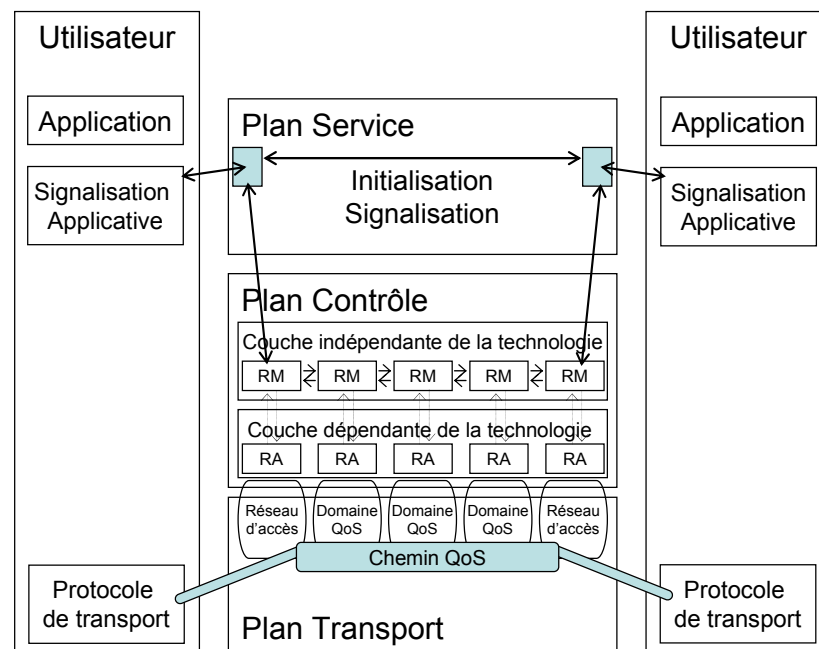 Utilisateur
Application
Signalisation
Applicative
Protocole
de transport
Plan Service
Initialisation
Signalisation
Plan Contrôle
Couche indépendante de la technologie
RM RM RM RM RM
Couche dépendante de la technologie
RA RA RA RA RA
Réseau Domaine Domaine Domaine Réseau
d'accès QoS QoS QoS d'accès
Chemin QoS
Plan Transport
Utilisateur
Application
Signalisation
Applicative
Protocole
de transport